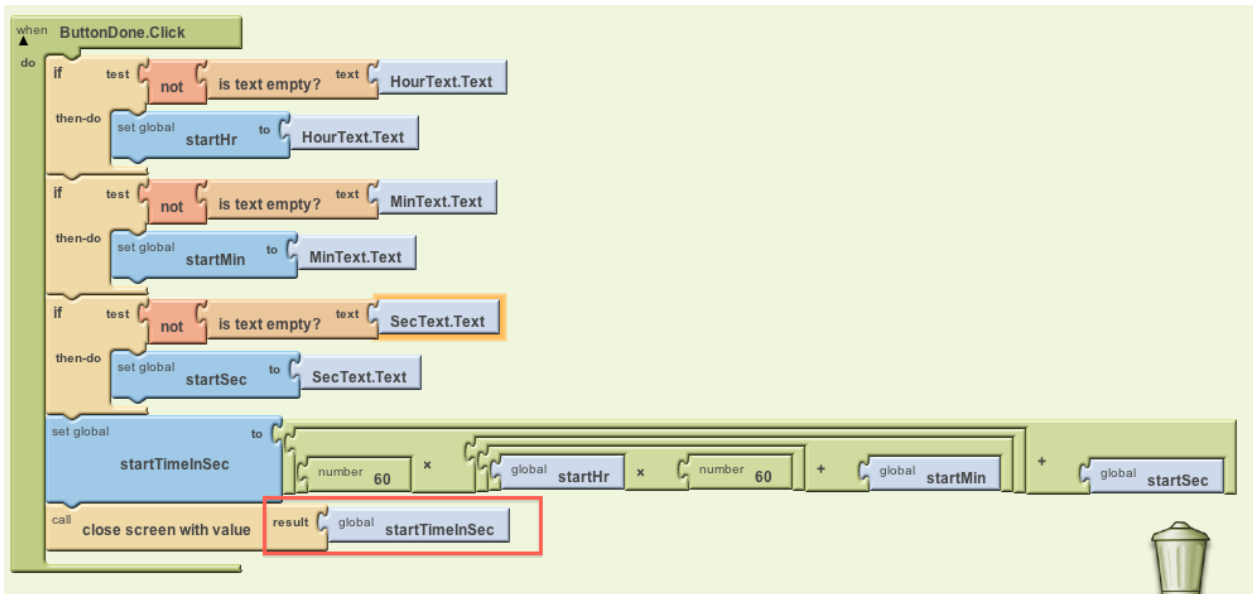 when ButtonDone.Click
do
if test not is text empty? text HourText.Text
then-do set global startHr to HourText.Text
if test not is text empty? text MinText.Text
then-do set global startMin to MinText.Text
if test not is text empty? text SecText.Text
then-do set global startSec to SecText.Text
set global startTimeInSec to number 60 × global startHr × number 60 + global startMin + global startSec
call close screen with value result global startTimeInSec